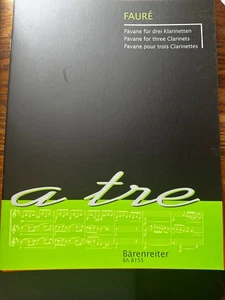 FAURÉ
Pavane für drei Klarinetten
Pavane for three Clarinets
Pavane pour trois Clarinettes
a tre
Bärenreiter
BA 8155